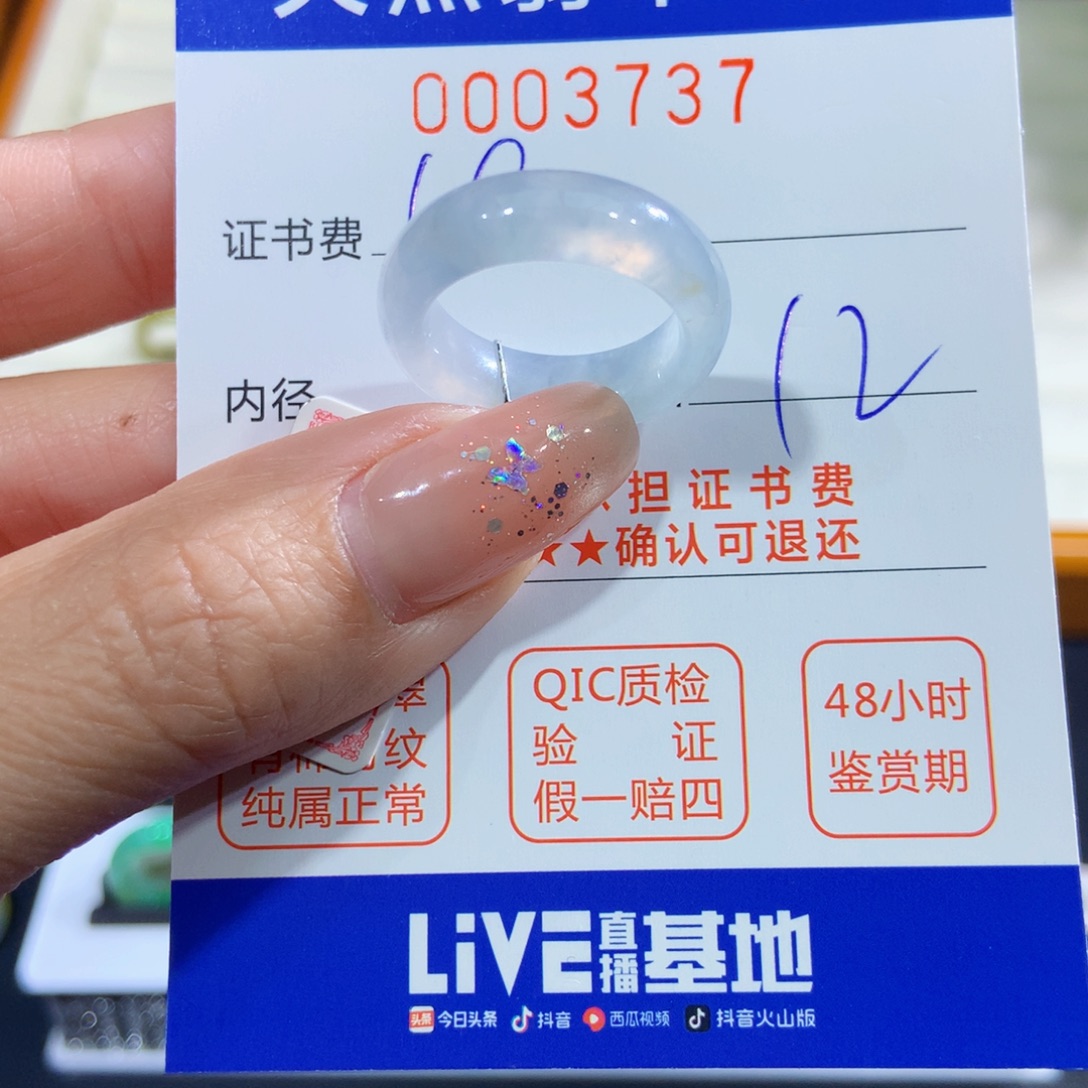 0003737
证书费
内径 12
担证书费
★★确认可退还
纹
纯属正常
QIC质检
验 证
假一赔四
48小时
鉴赏期
LiVE直播基地
头条 今日头条 抖音 西瓜视频 抖音火山版